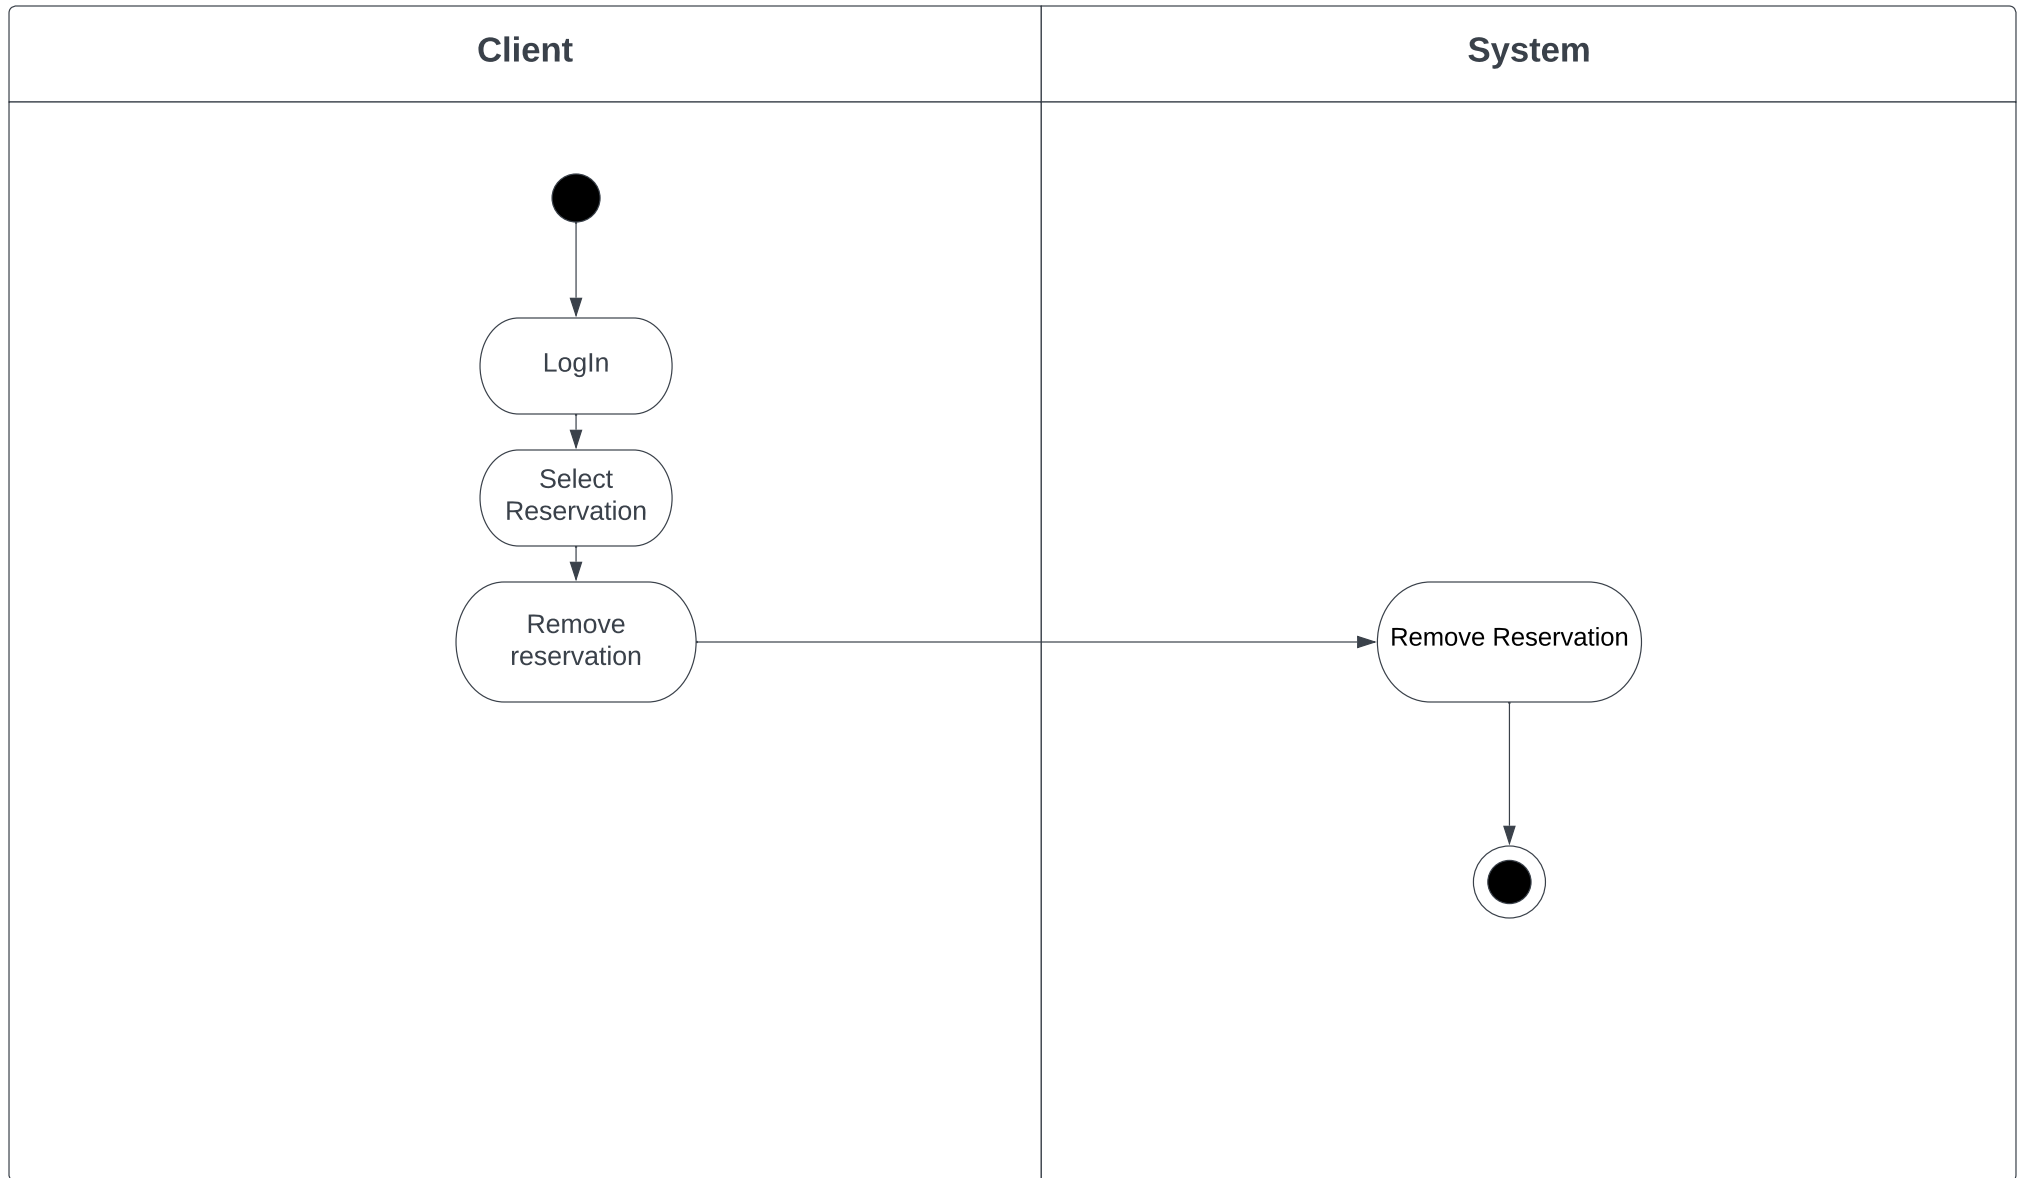 Client
System
LogIn
Select
Reservation
Remove
reservation
Remove Reservation